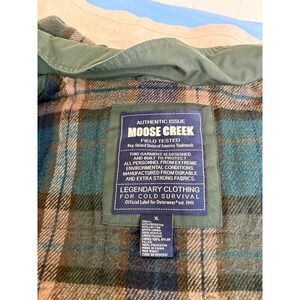 AUTHENTIC ISSUE
MOOSE CREEK
FIELD TESTED
Reg. United States of America Trademark
THIS GARMENT IS DESIGNED
AND BUILT TO PROTECT
ALL PERSONNEL FROM EXTREME
ENVIRONMENTAL CONDITIONS.
MANUFACTURED FROM DURABLE
AND EXTRA STRONG FABRICS.
LEGENDARY CLOTHING
FOR COLD SURVIVAL
Official Label for Outerwear
XL